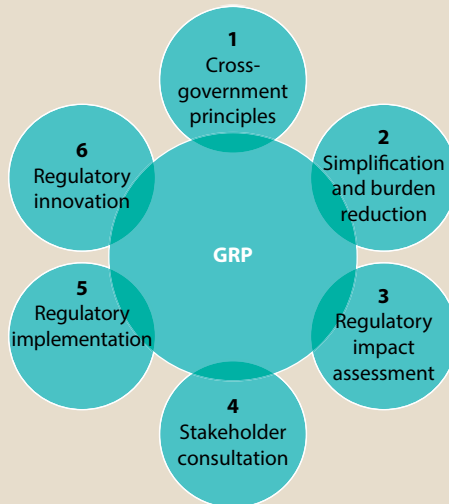 1
Cross-
government
principles
2
Simplification
and burden
reduction
3
Regulatory
impact
assessment
4
Stakeholder
consultation
5
Regulatory
implementation
6
Regulatory
innovation
GRP